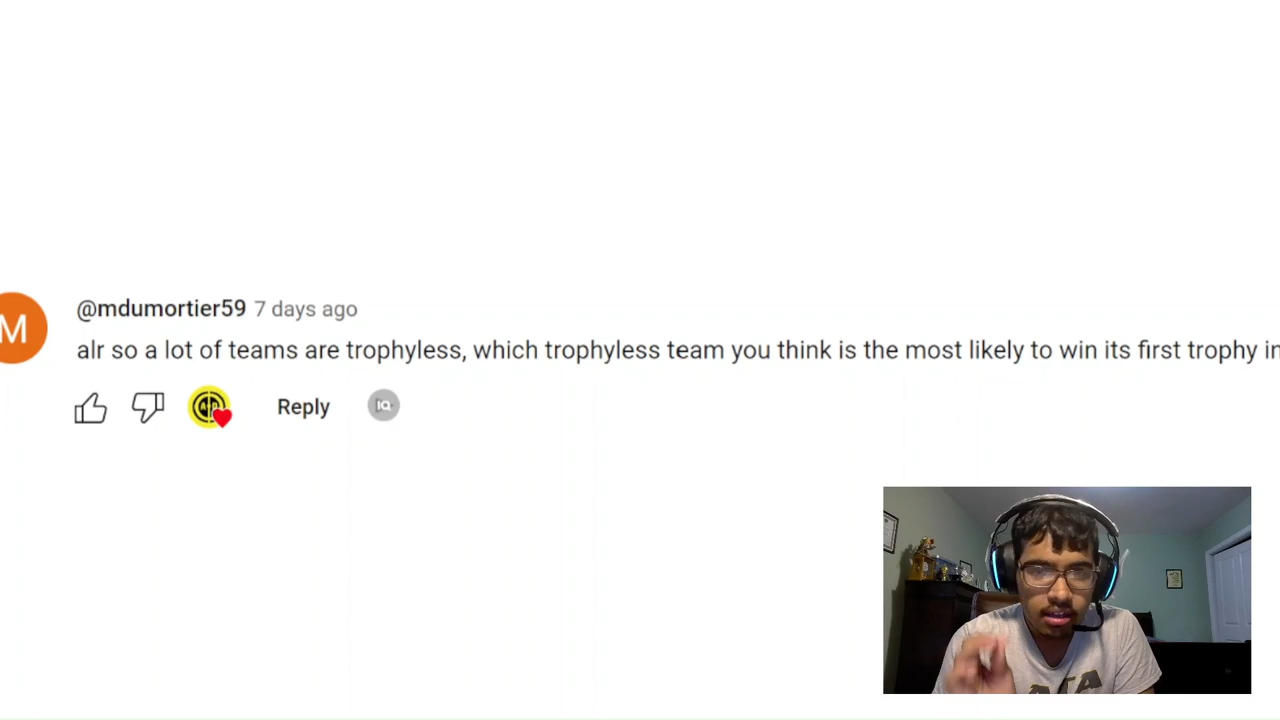 M
@mdumortier59 7 days ago
alr so a lot of teams are trophyless, which trophyless team you think is the most likely to win its first trophy in
Reply
IQ